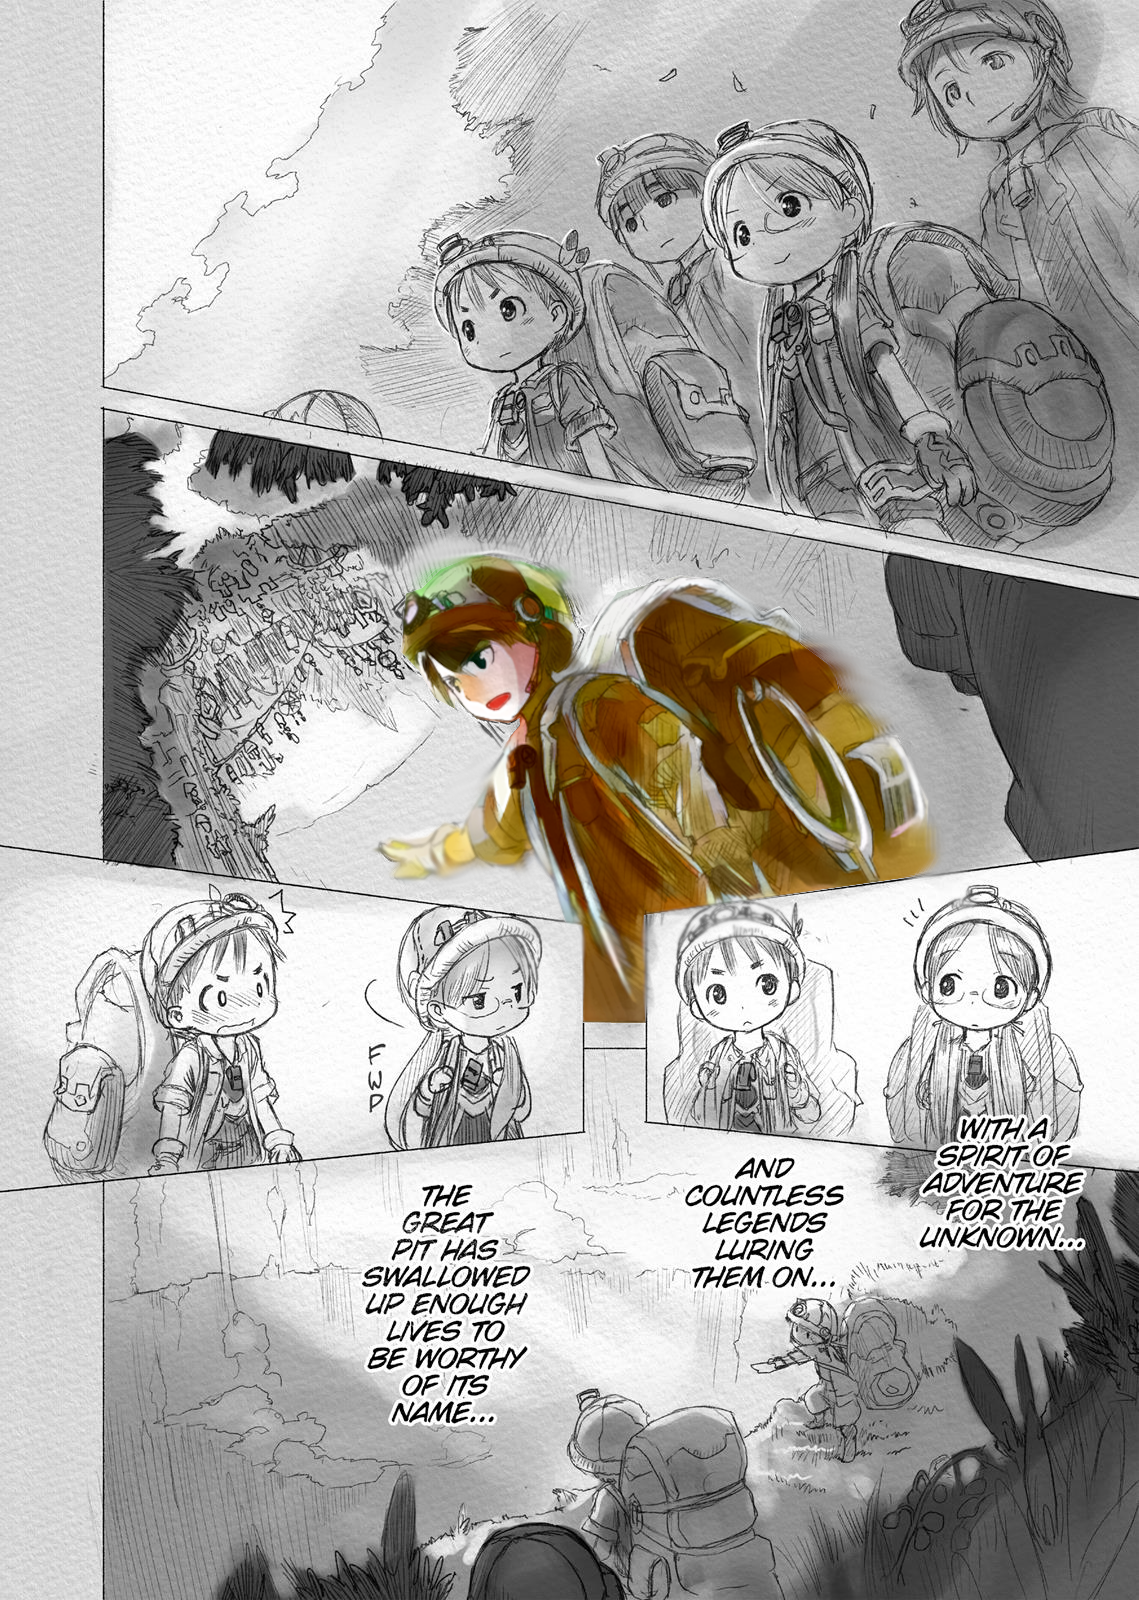 FWP
WITH A
SPIRIT OF
ADVENTURE
FOR THE
UNKNOWN...
AND
COUNTLESS
LEGENDS
LURING
THEM ON...
THE
GREAT
PIT HAS
SWALLOWED
UP ENOUGH
LIVES TO
BE WORTHY
OF ITS
NAME...